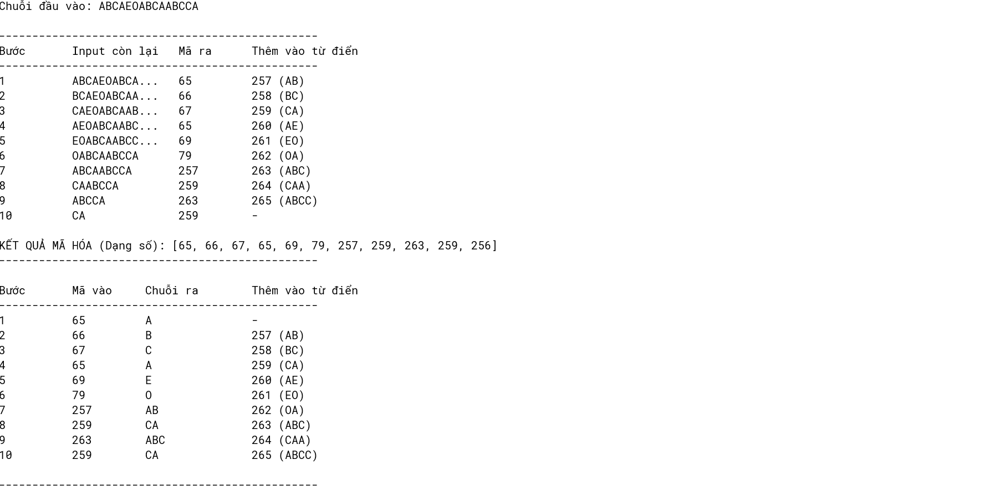 Chuỗi đầu vào: ABCAEOABCAABCCA
------------------------------------------------
Bước Input còn lại Mã ra Thêm vào từ điển
------------------------------------------------
1 ABCAEOABCA... 65 257 (AB)
2 BCAEOABCAA... 66 258 (BC)
3 CAEOABCAAB... 67 259 (CA)
4 AEOABCAABC... 65 260 (AE)
5 EOABCAABCC... 69 261 (EO)
6 OABCAABCCA 79 262 (OA)
7 ABCAABCCA 257 263 (ABC)
8 CAABCCA 259 264 (CAA)
9 ABCCA 263 265 (ABCC)
10 CA 259 -
KẾT QUẢ MÃ HÓA (Dạng số): [65, 66, 67, 65, 69, 79, 257, 259, 263, 259, 256]
------------------------------------------------
Bước Mã vào Chuỗi ra Thêm vào từ điển
------------------------------------------------
1 65 A -
2 66 B 257 (AB)
3 67 C 258 (BC)
4 65 A 259 (CA)
5 69 E 260 (AE)
6 79 O 261 (EO)
7 257 AB 262 (OA)
8 259 CA 263 (ABC)
9 263 ABC 264 (CAA)
10 259 CA 265 (ABCC)
------------------------------------------------